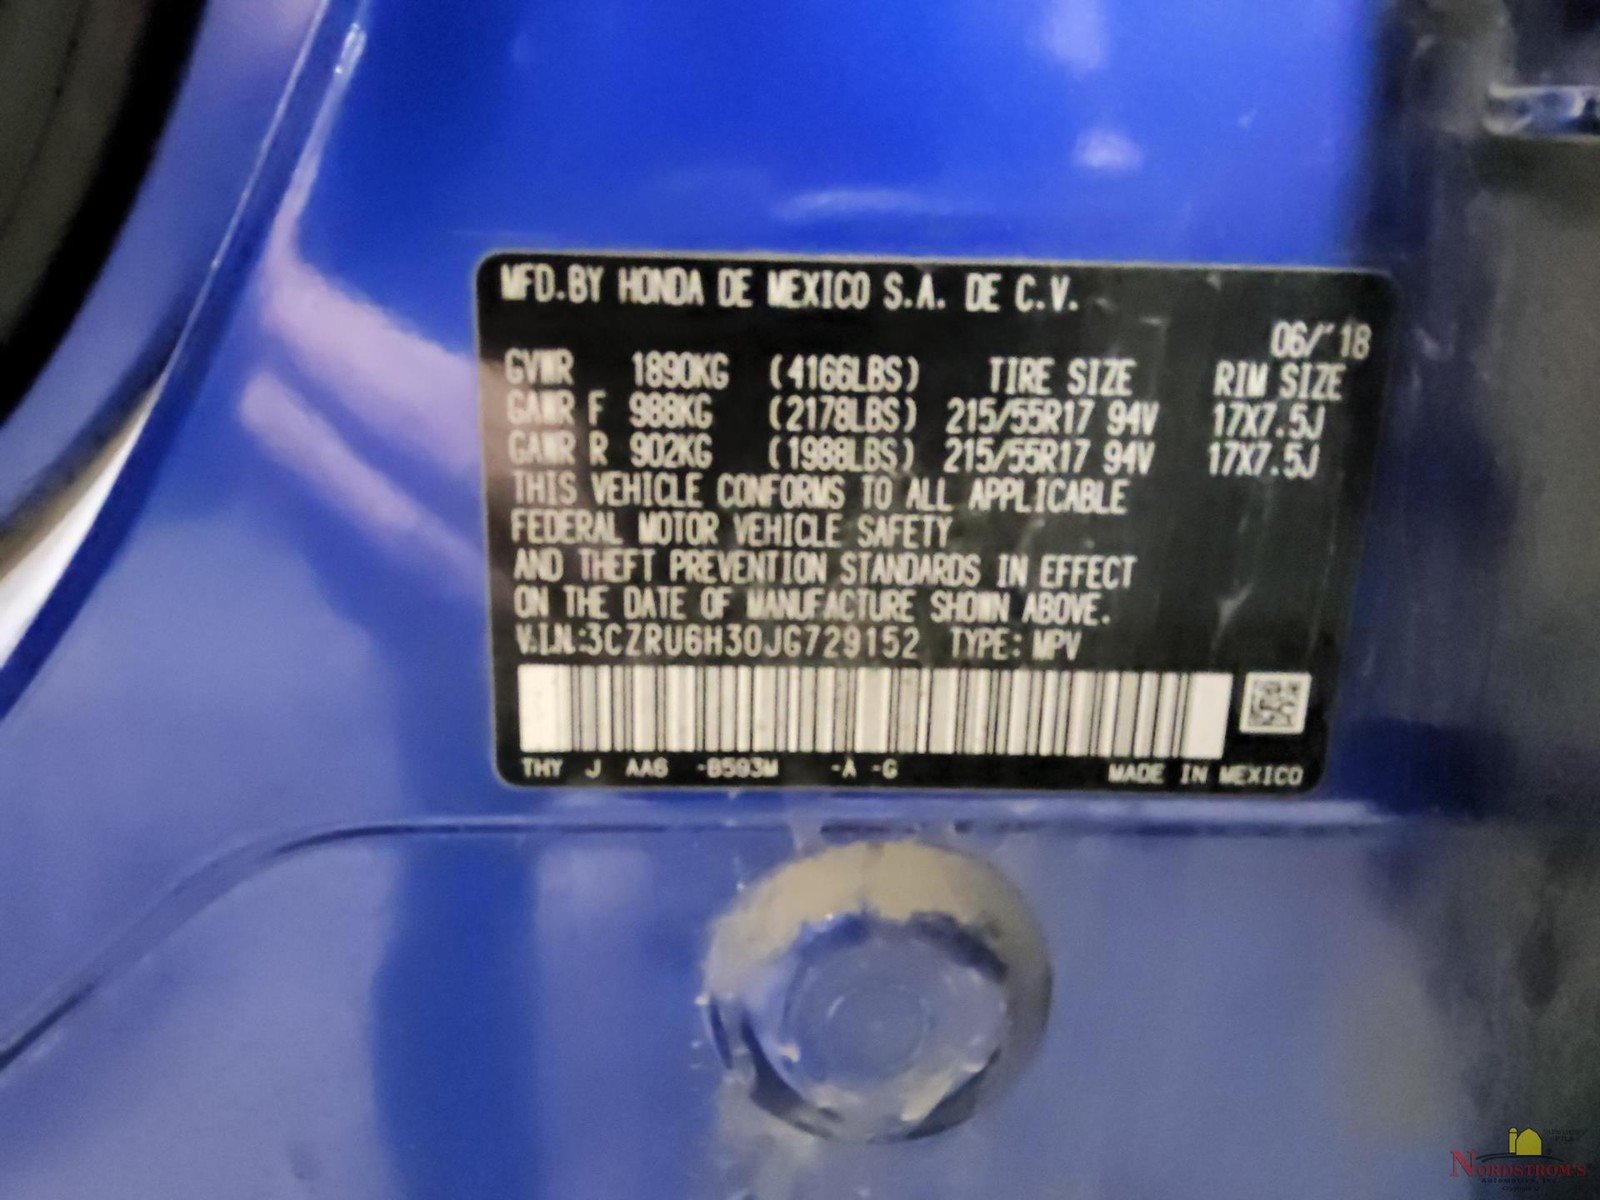 MFD.BY HONDA DE MEXICO S.A. DE C.V.
06/'18
GVWR 1890KG (4166LBS) TIRE SIZE RIM SIZE
GAWR F 988KG (2178LBS) 215/55R17 94V 17X7.5J
GAWR R 902KG (1988LBS) 215/55R17 94V 17X7.5J
THIS VEHICLE CONFORMS TO ALL APPLICABLE
FEDERAL MOTOR VEHICLE SAFETY
AND THEFT PREVENTION STANDARDS IN EFFECT
ON THE DATE OF MANUFACTURE SHOWN ABOVE.
V.I.N.:3CZRU6H30JG729152 TYPE: MPV
THY J AA6 -B593M -A -G MADE IN MEXICO
NORDSTROM'S
Automotive, Inc.